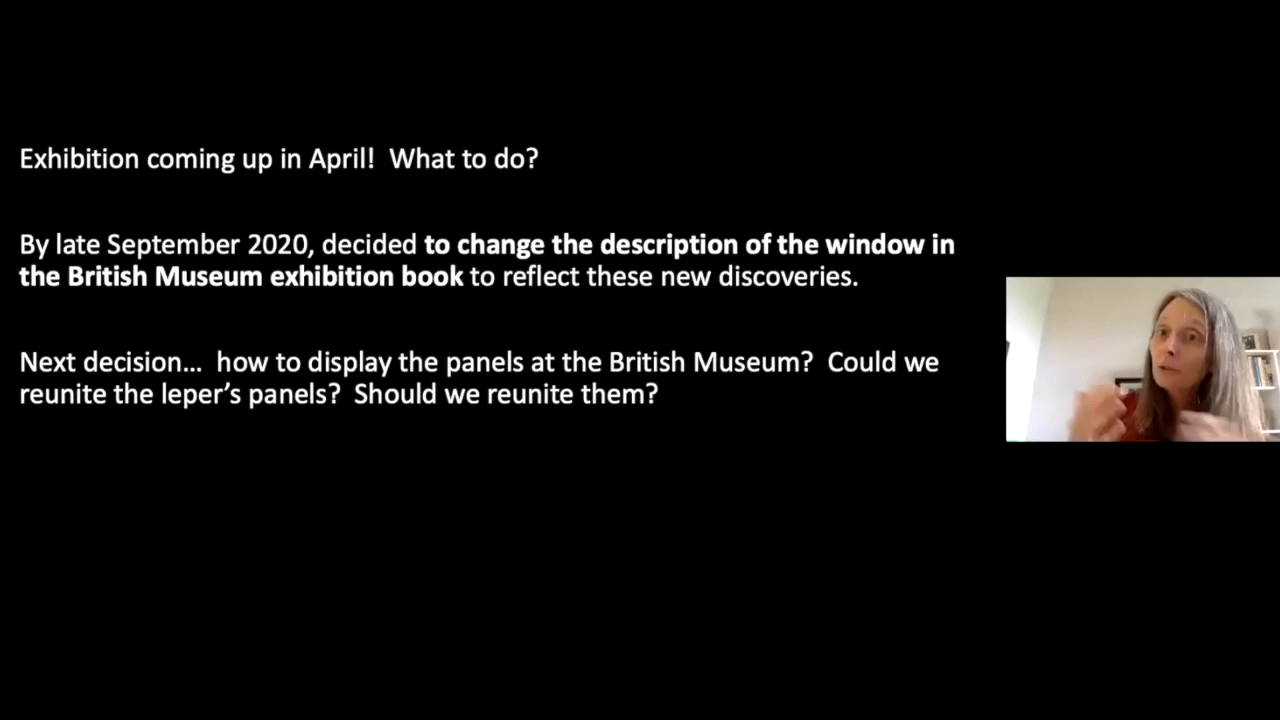 Exhibition coming up in April!  What to do?
By late September 2020, decided to change the description of the window in
the British Museum exhibition book to reflect these new discoveries.
Next decision…  how to display the panels at the British Museum?  Could we
reunite the leper’s panels?  Should we reunite them?